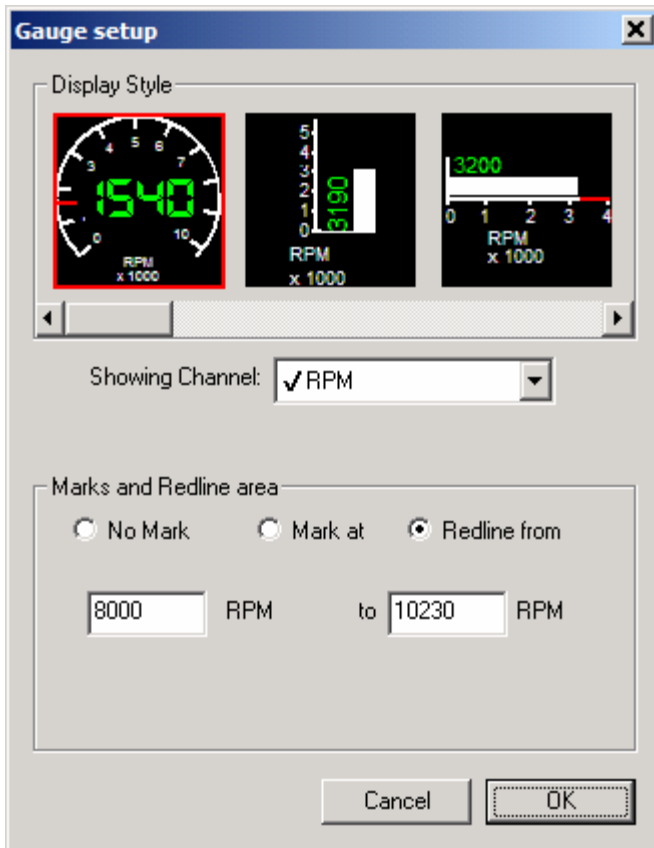 Gauge setup
Display Style
4 5 6
3 7
1540
0 10
RPM
x 1000
5
4
3
2
1
0
3190
RPM
x 1000
3200
0 1 2 3 4
RPM
x 1000
Showing Channel: ✓RPM
Marks and Redline area
No Mark Mark at Redline from
8000 RPM to 10230 RPM
Cancel OK